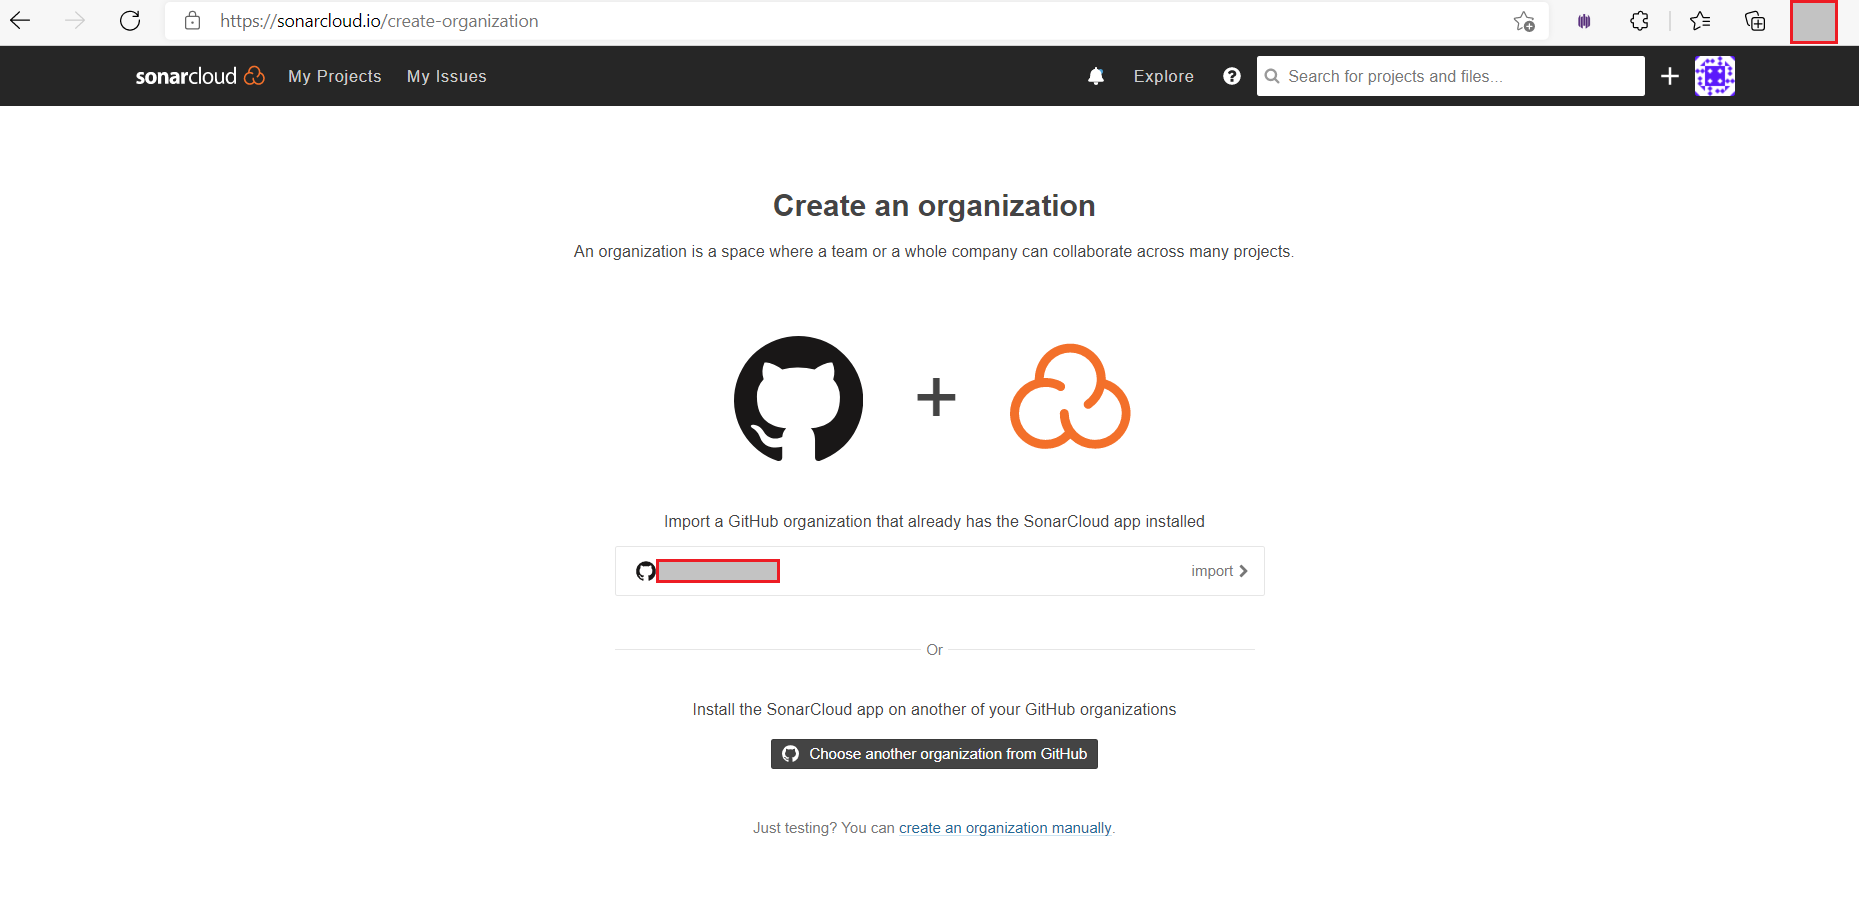 https://sonarcloud.io/create-organization
sonarcloud My Projects My Issues Explore Search for projects and files...
Create an organization
An organization is a space where a team or a whole company can collaborate across many projects.
Import a GitHub organization that already has the SonarCloud app installed
import
Or
Install the SonarCloud app on another of your GitHub organizations
Choose another organization from GitHub
Just testing? You can create an organization manually.